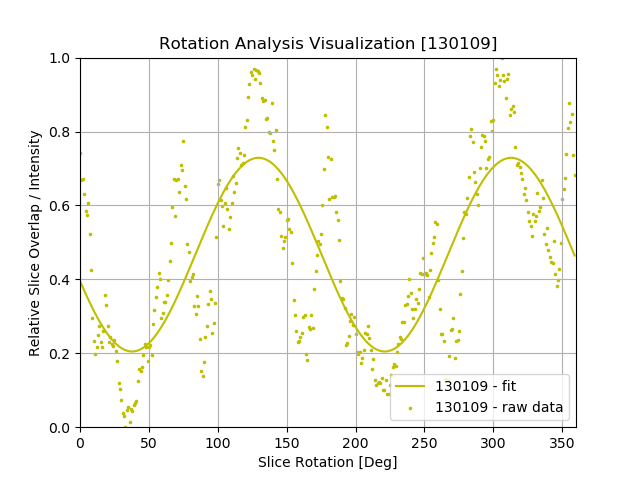 Rotation Analysis Visualization [130109]
Relative Slice Overlap / Intensity
1.0
0.8
0.6
0.4
0.2
0.0
0 50 100 150 200 250 300 350
Slice Rotation [Deg]
130109 - fit
130109 - raw data